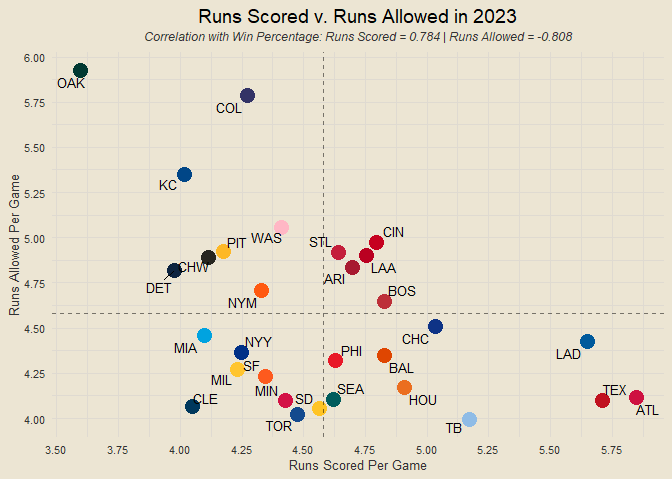 Runs Scored v. Runs Allowed in 2023
Correlation with Win Percentage: Runs Scored = 0.784 | Runs Allowed = -0.808
6.00
OAK
5.75
COL
5.50
KC
5.25
Runs Allowed Per Game
5.00
WAS
PIT
STL
CIN
CHW
LAA
4.75
DET
ARI
NYM
BOS
4.50
CHC
MIA
NYY
PHI
LAD
4.25
MIL
SF
BAL
MIN
SD
SEA
HOU
TEX
CLE
ATL
4.00
TOR
TB
3.50 3.75 4.00 4.25 4.50 4.75 5.00 5.25 5.50 5.75
Runs Scored Per Game